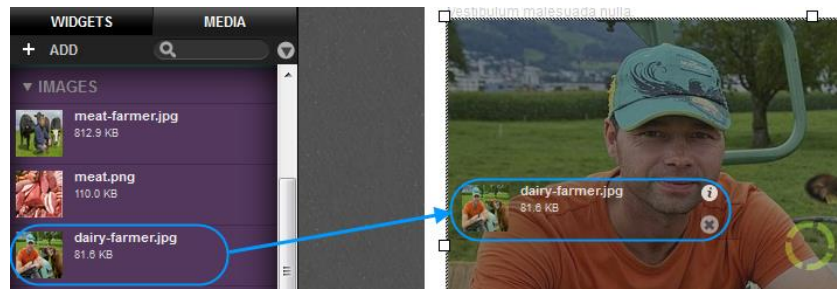 WIDGETS
MEDIA
+ ADD
▼ IMAGES
meat-farmer.jpg
812.9 KB
meat.png
110.0 KB
dairy-farmer.jpg
81.6 KB
Vestibulum malesuada nulla.
dairy-farmer.jpg
81.6 KB
i